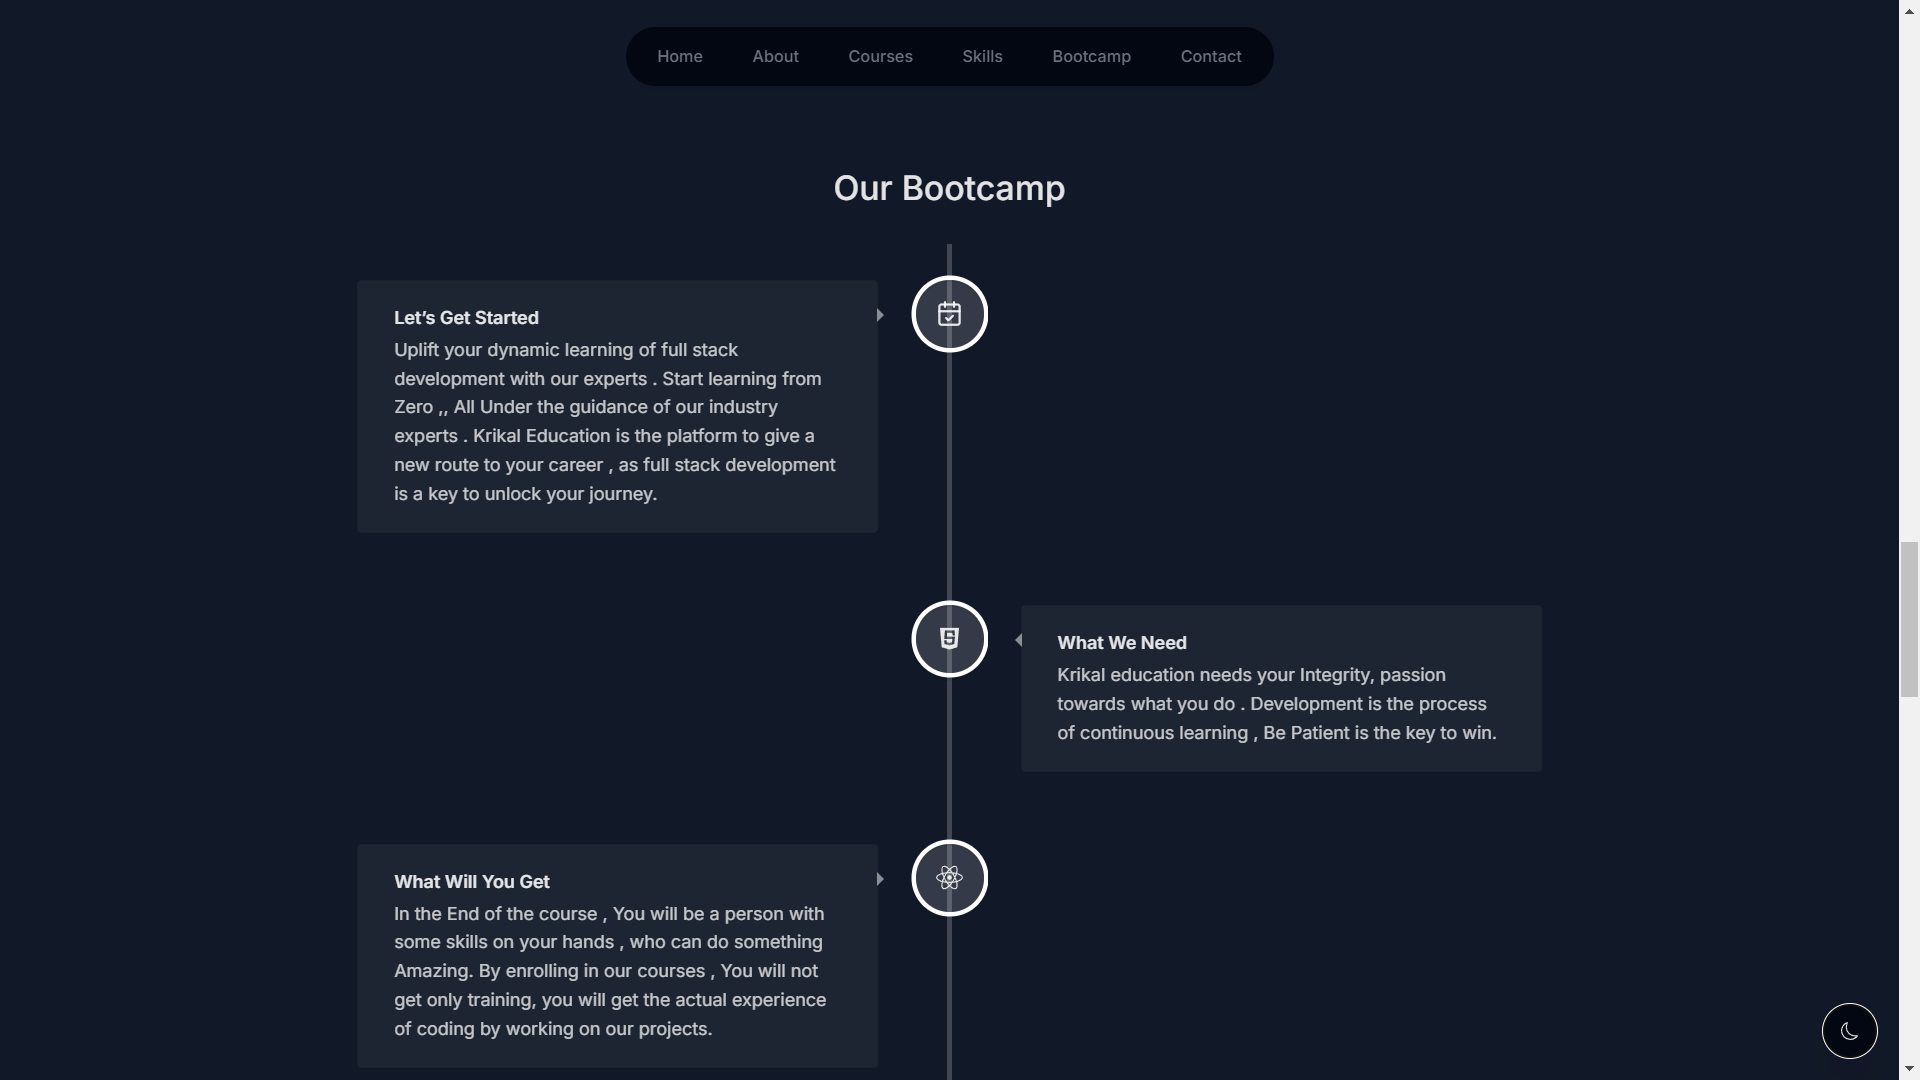 Home About Courses Skills Bootcamp Contact
Our Bootcamp
Let’s Get Started
Uplift your dynamic learning of full stack
development with our experts . Start learning from
Zero ,, All Under the guidance of our industry
experts . Krikal Education is the platform to give a
new route to your career , as full stack development
is a key to unlock your journey.
What We Need
Krikal education needs your Integrity, passion
towards what you do . Development is the process
of continuous learning , Be Patient is the key to win.
What Will You Get
In the End of the course , You will be a person with
some skills on your hands , who can do something
Amazing. By enrolling in our courses , You will not
get only training, you will get the actual experience
of coding by working on our projects.